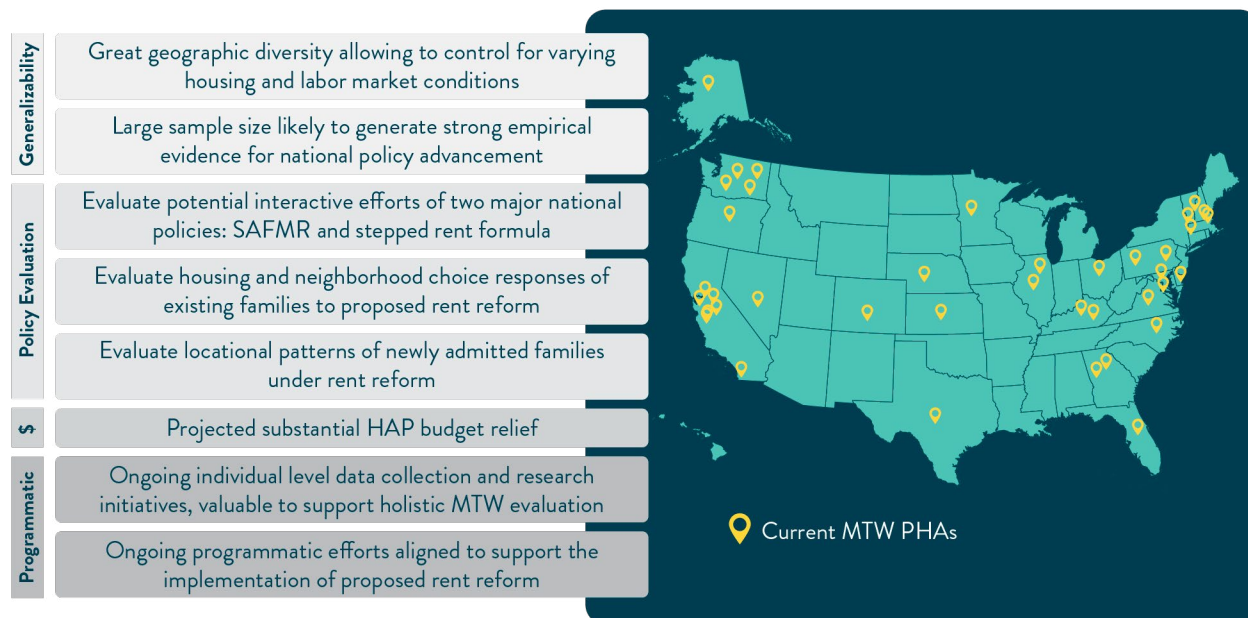 Generalizability
Great geographic diversity allowing to control for varying
housing and labor market conditions
Large sample size likely to generate strong empirical
evidence for national policy advancement
Policy Evaluation
Evaluate potential interactive efforts of two major national
policies: SAFMR and stepped rent formula
Evaluate housing and neighborhood choice responses of
existing families to proposed rent reform
Evaluate locational patterns of newly admitted families
under rent reform
$
Projected substantial HAP budget relief
Programmatic
Ongoing individual level data collection and research
initiatives, valuable to support holistic MTW evaluation
Ongoing programmatic efforts aligned to support the
implementation of proposed rent reform
Current MTW PHAs